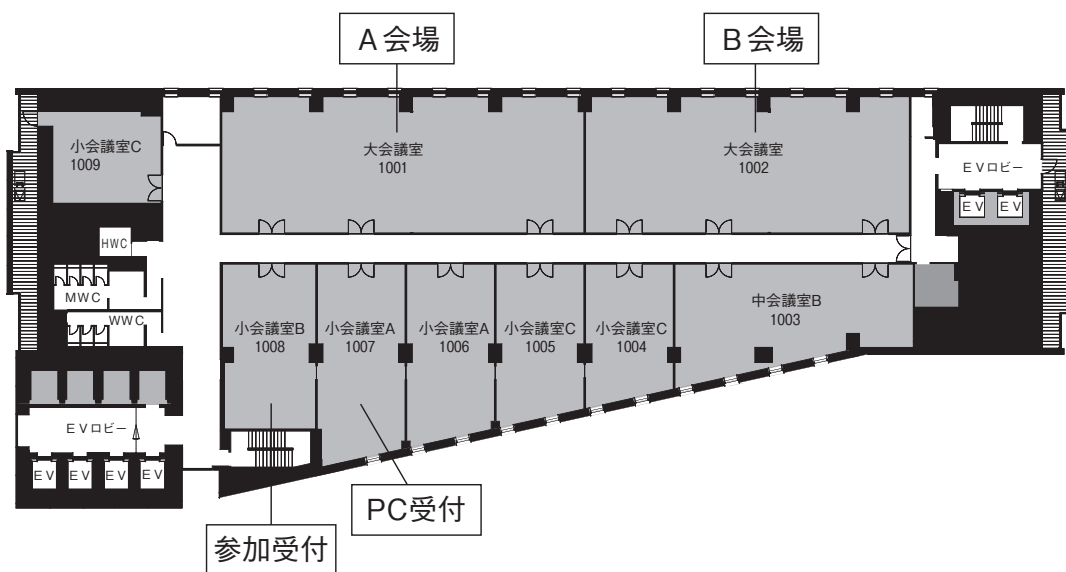 A会場
B会場
小会議室C
1009
大会議室
1001
大会議室
1002
EVロビー
EV
EV
HWC
MWC
WWC
小会議室B
1008
小会議室A
1007
小会議室A
1006
小会議室C
1005
小会議室C
1004
中会議室B
1003
EVロビー
EV
EV
EV
EV
PC受付
参加受付